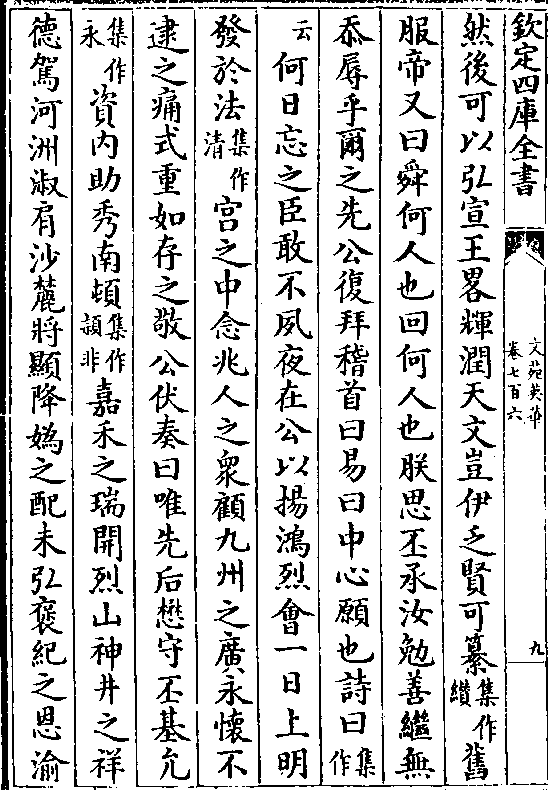 欽定四庫全書
文苑英華
卷七百六
九
然後可以弘宣王畧輝潤天文豈伊乏賢可纂集作纘舊
服帝又曰舜何人也回何人也朕思丕承汝勉善繼無
忝辱乎爾之先公復拜稽首曰易曰中心願也詩曰集作
云何日忘之臣敢不夙夜在公以揚鴻烈會一日上明
發於法集作清宮之中念兆人之衆顧九州之廣永懷不
逮之痛式重如存之敬公伏奏曰唯先后懋守丕基允
集作永資内助秀南頓集作頴非嘉禾之瑞開烈山神井之祥
德駕河洲淑肩沙麓將顯降嬀之配未弘褒紀之恩渝